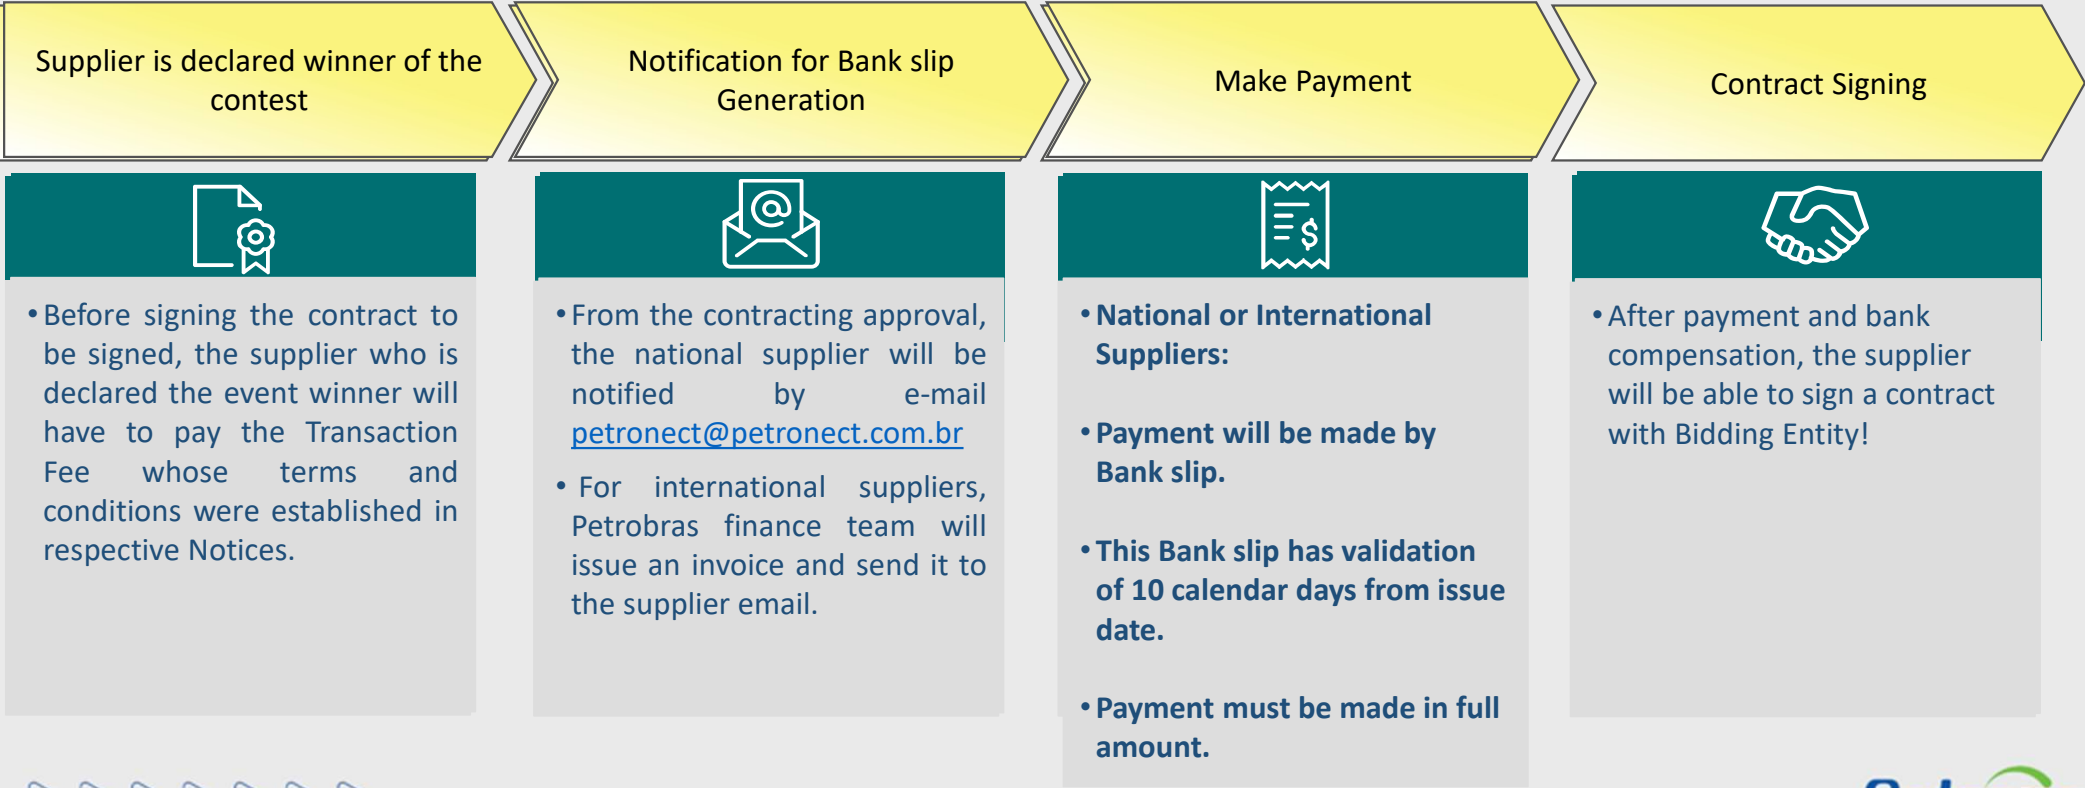 Supplier is declared winner of the
contest
Notification for Bank slip
Generation
Make Payment
Contract Signing
•Before signing the contract to
be signed, the supplier who is
declared the event winner will
have to pay the Transaction
Fee whose terms and
conditions were established in
respective Notices.
•From the contracting approval,
the national supplier will be
notified by e-mail
petronect@petronect.com.br
• For international suppliers,
Petrobras finance team will
issue an invoice and send it to
the supplier email.
•National or International
Suppliers:
•Payment will be made by
Bank slip.
•This Bank slip has validation
of 10 calendar days from issue
date.
•Payment must be made in full
amount.
•After payment and bank
compensation, the supplier
will be able to sign a contract
with Bidding Entity!